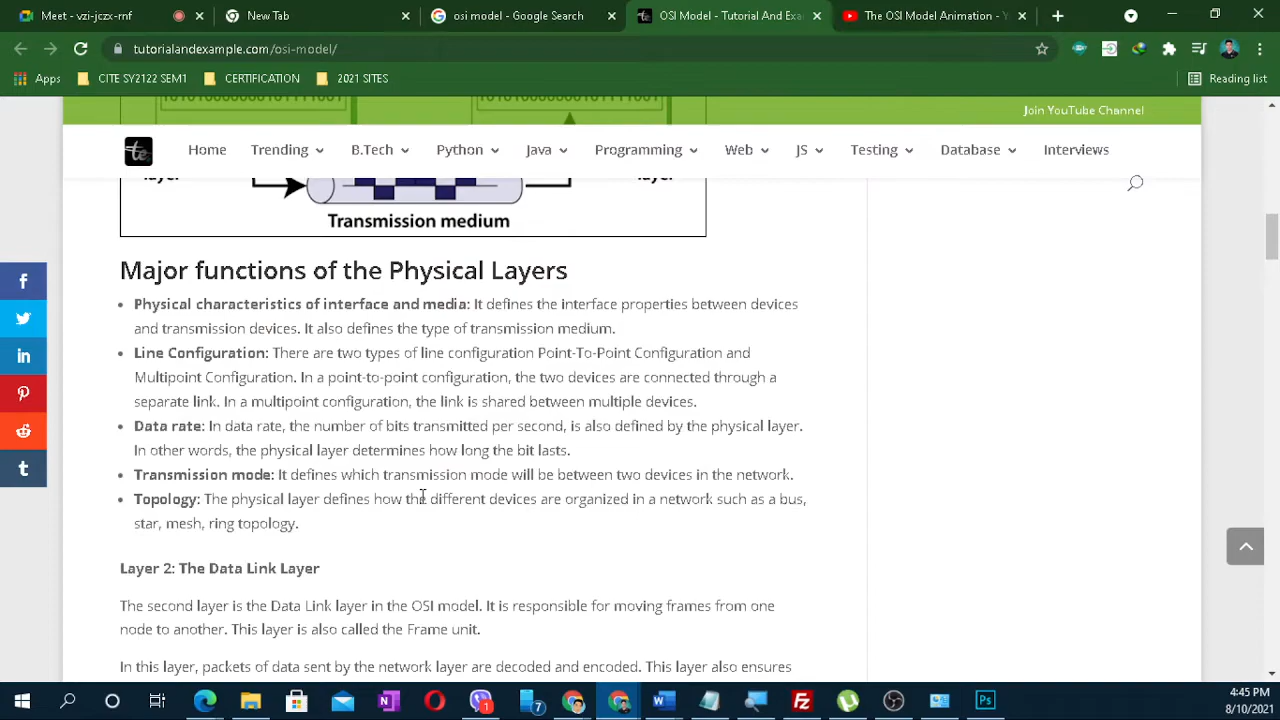 Meet - vzi-jczx-rnf
New Tab
osi model - Google Search
OSI Model - Tutorial And Exa
The OSI Model Animation - Y
tutorialandexample.com/osi-model/
Apps
CITE SY2122 SEM1
CERTIFICATION
2021 SITES
Reading list
Join YouTube Channel
te
Home
Trending
B.Tech
Python
Java
Programming
Web
JS
Testing
Database
Interviews
layer
layer
Transmission medium
Major functions of the Physical Layers
• Physical characteristics of interface and media: It defines the interface properties between devices
and transmission devices. It also defines the type of transmission medium.
• Line Configuration: There are two types of line configuration Point-To-Point Configuration and
Multipoint Configuration. In a point-to-point configuration, the two devices are connected through a
separate link. In a multipoint configuration, the link is shared between multiple devices.
• Data rate: In data rate, the number of bits transmitted per second, is also defined by the physical layer.
In other words, the physical layer determines how long the bit lasts.
• Transmission mode: It defines which transmission mode will be between two devices in the network.
• Topology: The physical layer defines how the different devices are organized in a network such as a bus,
star, mesh, ring topology.
Layer 2: The Data Link Layer
The second layer is the Data Link layer in the OSI model. It is responsible for moving frames from one
node to another. This layer is also called the Frame unit.
In this layer, packets of data sent by the network layer are decoded and encoded. This layer also ensures
4:45 PM
8/10/2021